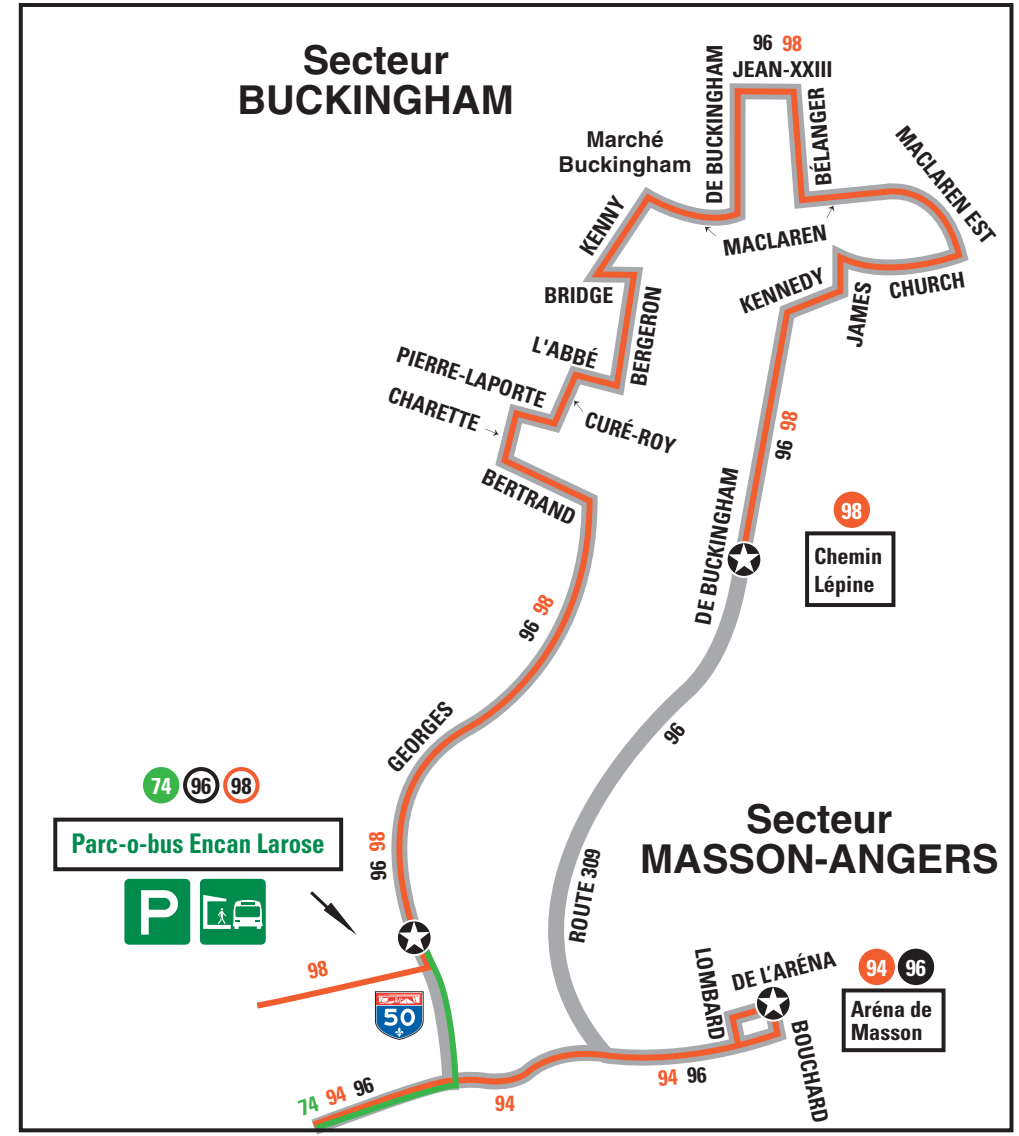 Secteur
BUCKINGHAM
96 98
JEAN-XXIII
DE BUCKINGHAM
BÉLANGER
Marché
Buckingham
MACLAREN EST
KENNY
MACLAREN
BRIDGE
KENNEDY
CHURCH
JAMES
BERGERON
L'ABBÉ
PIERRE-LAPORTE
CHARETTE
CURÉ-ROY
BERTRAND
96 98
DE BUCKINGHAM
98
Chemin
Lépine
96 98
GEORGES
96
74 96 98
Parc-o-bus Encan Larose
P
96 98
Secteur
MASSON-ANGERS
ROUTE 309
98
50
LOMBARD
DE L'ARÉNA
BOUCHARD
94 96
Aréna de
Masson
94 96
94
74 94 96